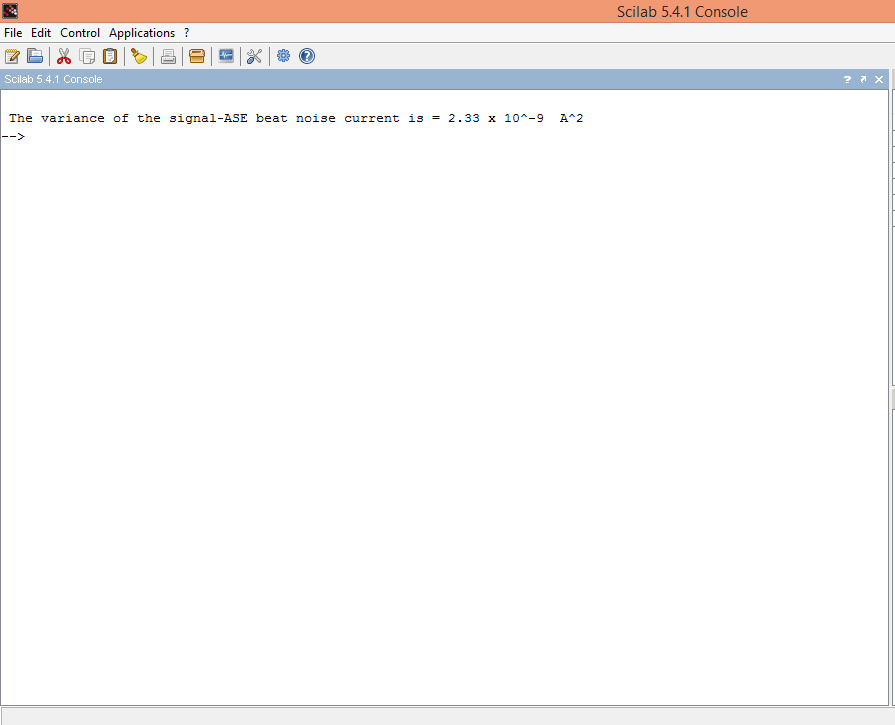 Scilab 5.4.1 Console
File Edit Control Applications ?
Scilab 5.4.1 Console
The variance of the signal-ASE beat noise current is = 2.33 x 10^-9  A^2
-->